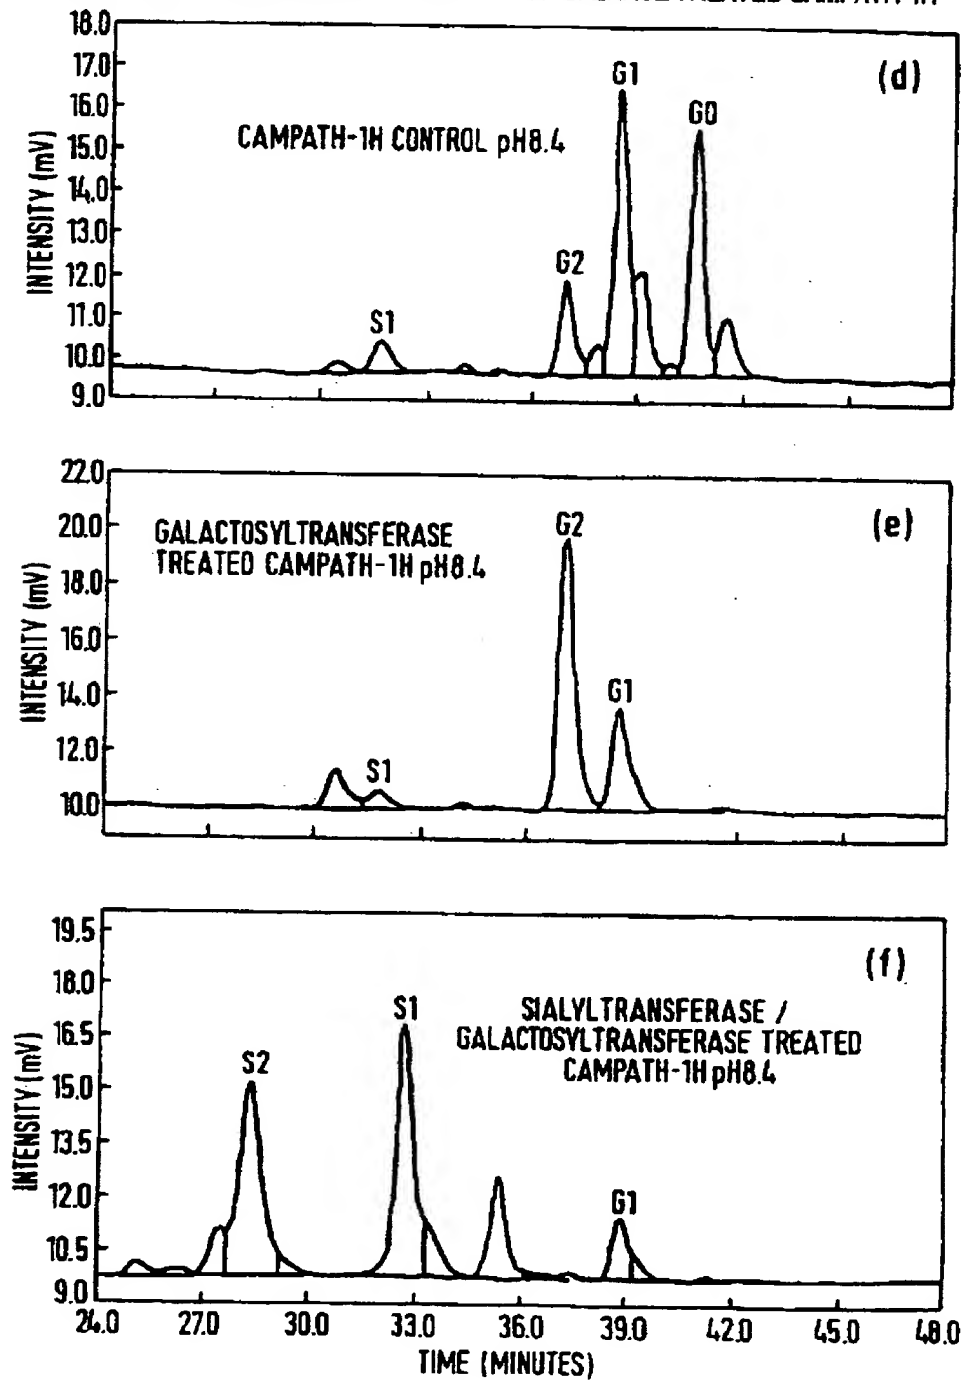 (d)
CAMPATH-1H CONTROL pH8.4
INTENSITY (mV)
18.0
17.0
16.0
15.0
14.0
13.0
12.0
11.0
10.0
9.0
S1
G2
G1
G0
(e)
GALACTOSYLTRANSFERASE
TREATED CAMPATH-1H pH8.4
INTENSITY (mV)
22.0
20.0
18.0
16.0
14.0
12.0
10.0
S1
G2
G1
(f)
SIALYLTRANSFERASE /
GALACTOSYLTRANSFERASE TREATED
CAMPATH-1H pH8.4
INTENSITY (mV)
19.5
18.0
16.5
15.0
13.5
12.0
10.5
9.0
S2
S1
G1
24.0 27.0 30.0 33.0 36.0 39.0 42.0 45.0 48.0
TIME (MINUTES)